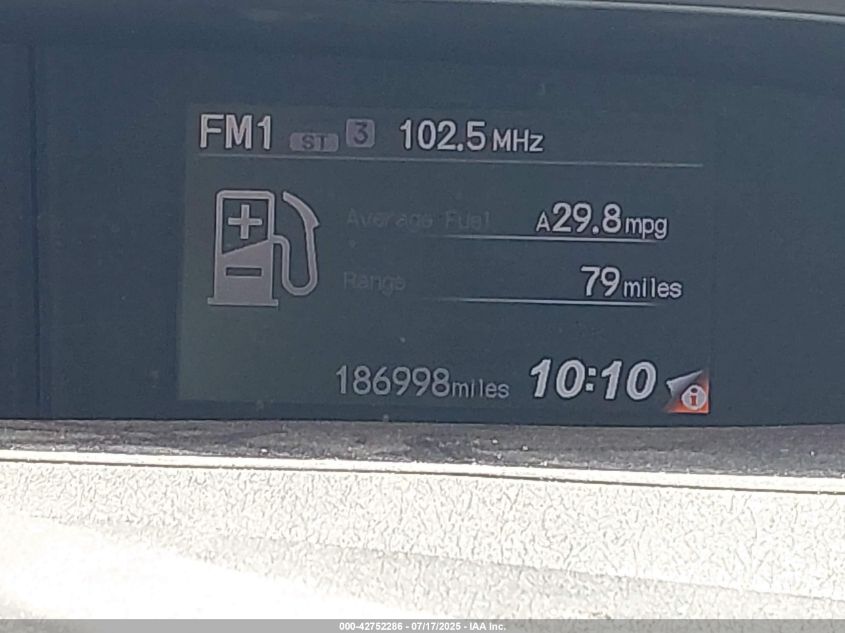 FM1 ST 3 102.5 MHz
Average Fuel A29.8 mpg
Range 79 miles
186998 miles 10:10 i
000-42752286 - 07/17/2025 - IAA Inc.